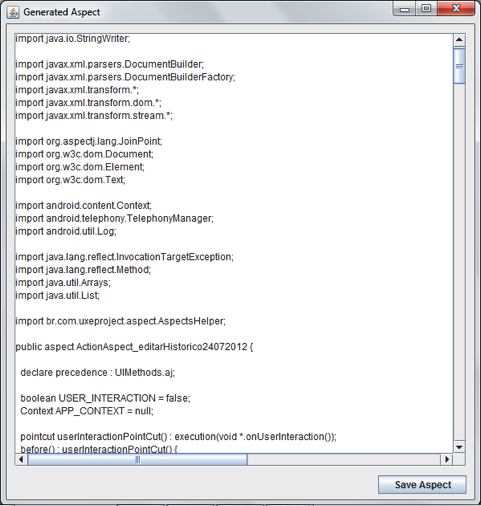 Generated Aspect
import java.io.StringWriter;
import javax.xml.parsers.DocumentBuilder;
import javax.xml.parsers.DocumentBuilderFactory;
import javax.xml.transform.*;
import javax.xml.transform.dom.*;
import javax.xml.transform.stream.*;
import org.aspectj.lang.JoinPoint;
import org.w3c.dom.Document;
import org.w3c.dom.Element;
import org.w3c.dom.Text;
import android.content.Context;
import android.telephony.TelephonyManager;
import android.util.Log;
import java.lang.reflect.InvocationTargetException;
import java.lang.reflect.Method;
import java.util.Arrays;
import java.util.List;
import br.com.uxeproject.aspect.AspectsHelper;
public aspect ActionAspect_editarHistorico24072012 {
declare precedence : UIMethods.aj;
boolean USER_INTERACTION = false;
Context APP_CONTEXT = null;
pointcut userInteractionPointCut() : execution(void *.onUserInteraction());
before() : userInteractionPointCut() {
Save Aspect